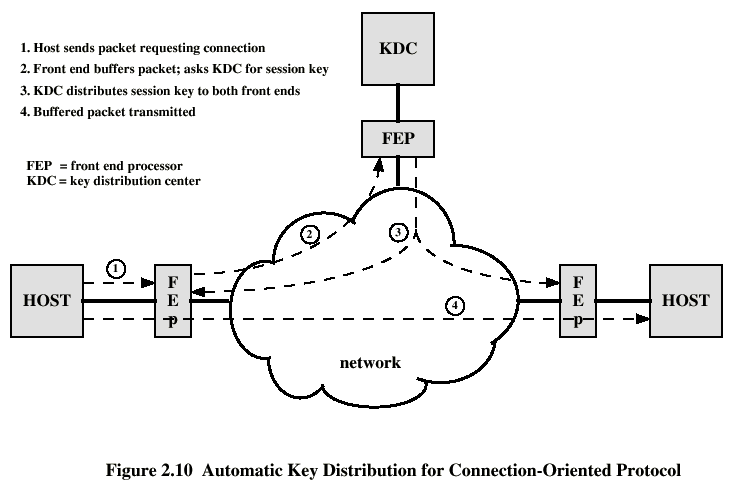 KDC
1. Host sends packet requesting connection
2. Front end buffers packet; asks KDC for session key
3. KDC distributes session key to both front ends
4. Buffered packet transmitted
FEP
FEP = front end processor
KDC = key distribution center
2
3
1
HOST
F
E
p
4
F
E
p
HOST
network
Figure 2.10 Automatic Key Distribution for Connection-Oriented Protocol